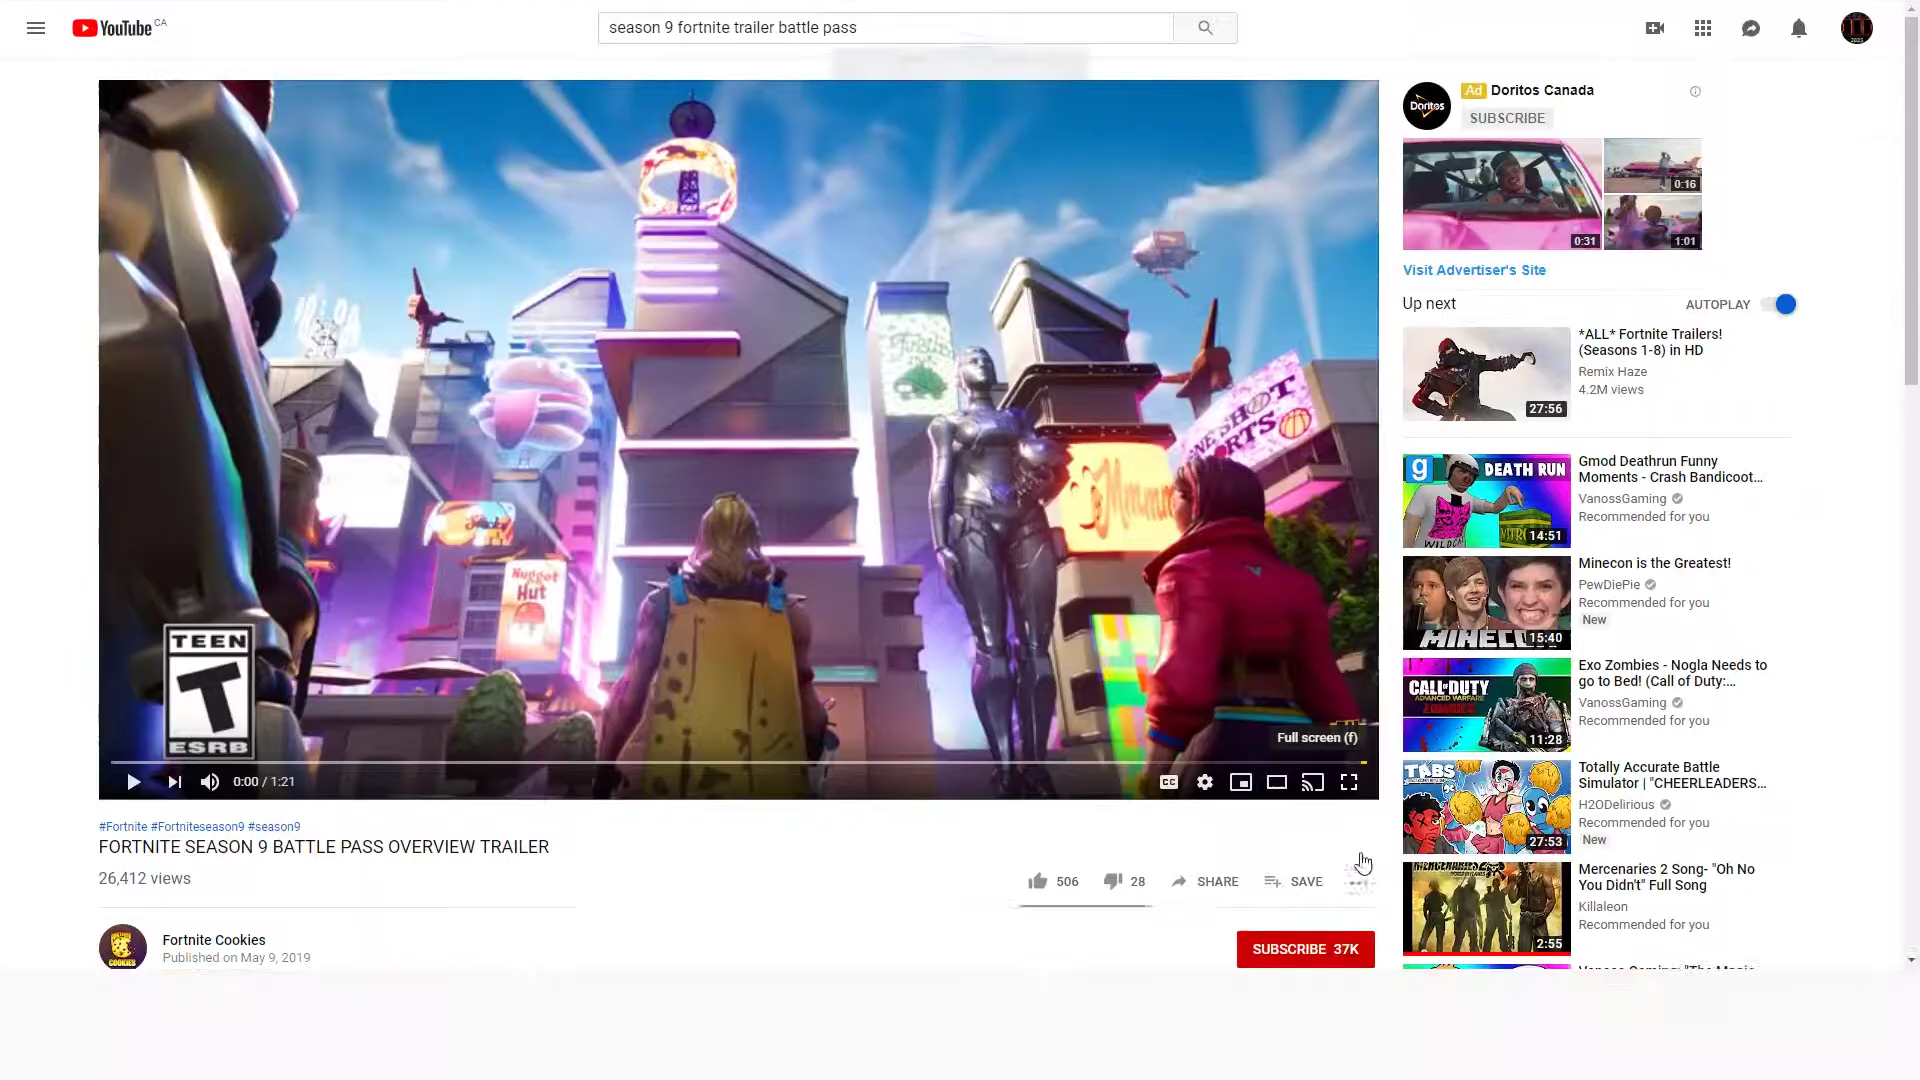 YouTube CA
season 9 fortnite trailer battle pass
Nugget
Hut
TEEN
T
ESRB
Full screen (f)
0:00 / 1:21
CC
#Fortnite #Fortniteseason9 #season9
FORTNITE SEASON 9 BATTLE PASS OVERVIEW TRAILER
26,412 views
506
28
SHARE
SAVE
COOKIES
Fortnite Cookies
Published on May 9, 2019
SUBSCRIBE 37K
Doritos
Ad Doritos Canada
SUBSCRIBE
0:31
0:16
1:01
Visit Advertiser's Site
Up next
AUTOPLAY
27:56
*ALL* Fortnite Trailers!
(Seasons 1-8) in HD
Remix Haze
4.2M views
g DEATH RUN
14:51
Gmod Deathrun Funny
Moments - Crash Bandicoot...
VanossGaming
Recommended for you
15:40
Minecon is the Greatest!
PewDiePie
Recommended for you
New
CALL OF DUTY
ADVANCED WARFARE
ZOMBIES
11:28
Exo Zombies - Nogla Needs to
go to Bed! (Call of Duty:...
VanossGaming
Recommended for you
TABS
27:53
Totally Accurate Battle
Simulator | "CHEERLEADERS...
H2ODelirious
Recommended for you
New
2:55
Mercenaries 2 Song- "Oh No
You Didn't" Full Song
Killaleon
Recommended for you